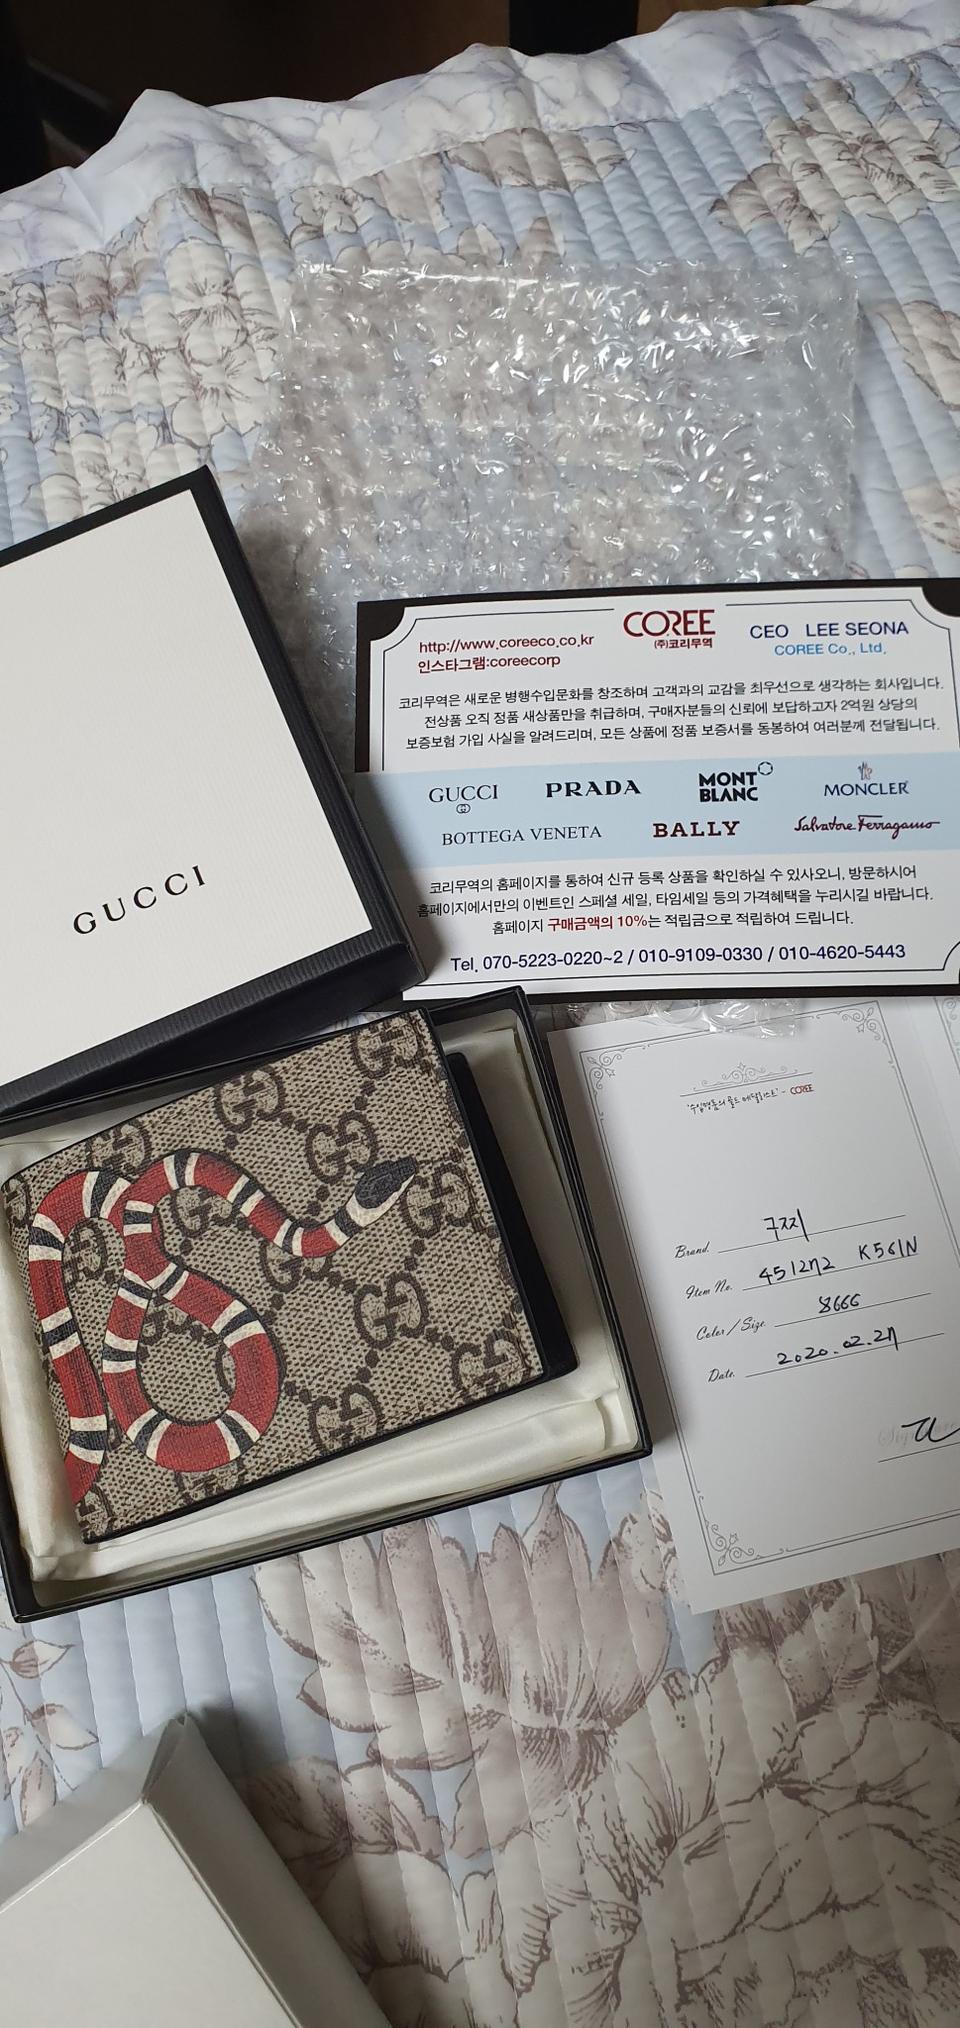 GUCCI
http://www.coreeco.co.kr
인스타그램:coreecorp
COREE
(주)코리무역
CEO LEE SEONA
COREE Co., Ltd.
코리무역은 새로운 병행수입문화를 창조하며 고객과의 교감을 최우선으로 생각하는 회사입니다.
전상품 오직 정품 새상품만을 취급하며, 구매자분들의 신뢰에 보답하고자 2억원 상당의
보증보험 가입 사실을 알려드리며, 모든 상품에 정품 보증서를 동봉하여 여러분께 전달됩니다.
GUCCI PRADA MONT BLANC MONCLER
BOTTEGA VENETA BALLY Salvatore Ferragamo
코리무역의 홈페이지를 통하여 신규 등록 상품을 확인하실 수 있사오니, 방문하시어
홈페이지에서만의 이벤트인 스페셜 세일, 타임세일 등의 가격혜택을 누리시길 바랍니다.
홈페이지 구매금액의 10%는 적립금으로 적립하여 드립니다.
Tel. 070-5223-0220~2 / 010-9109-0330 / 010-4620-5443
'수입명품의 골드 메달리스트' - COREE
Brand. 구찌
Item No. 451272 K561N
Color / Size. 8666
Date. 2020.02.27